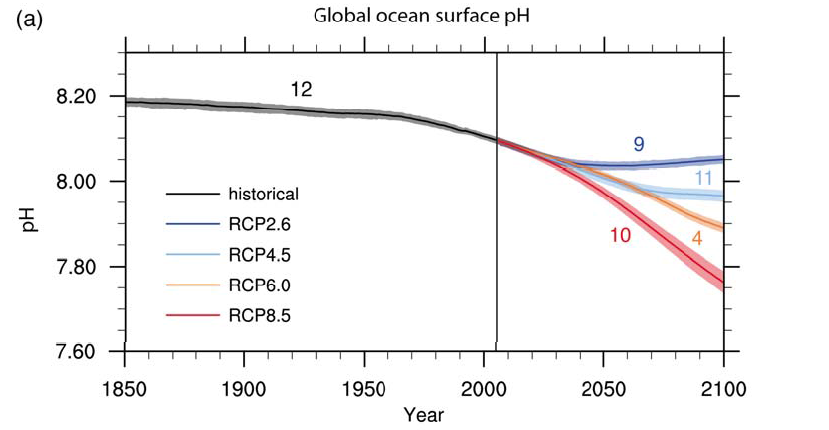 (a)
Global ocean surface pH
8.20
12
9
8.00
11
pH
historical
RCP2.6
10
4
RCP4.5
7.80
RCP6.0
RCP8.5
7.60
1850 1900 1950 2000 2050 2100
Year